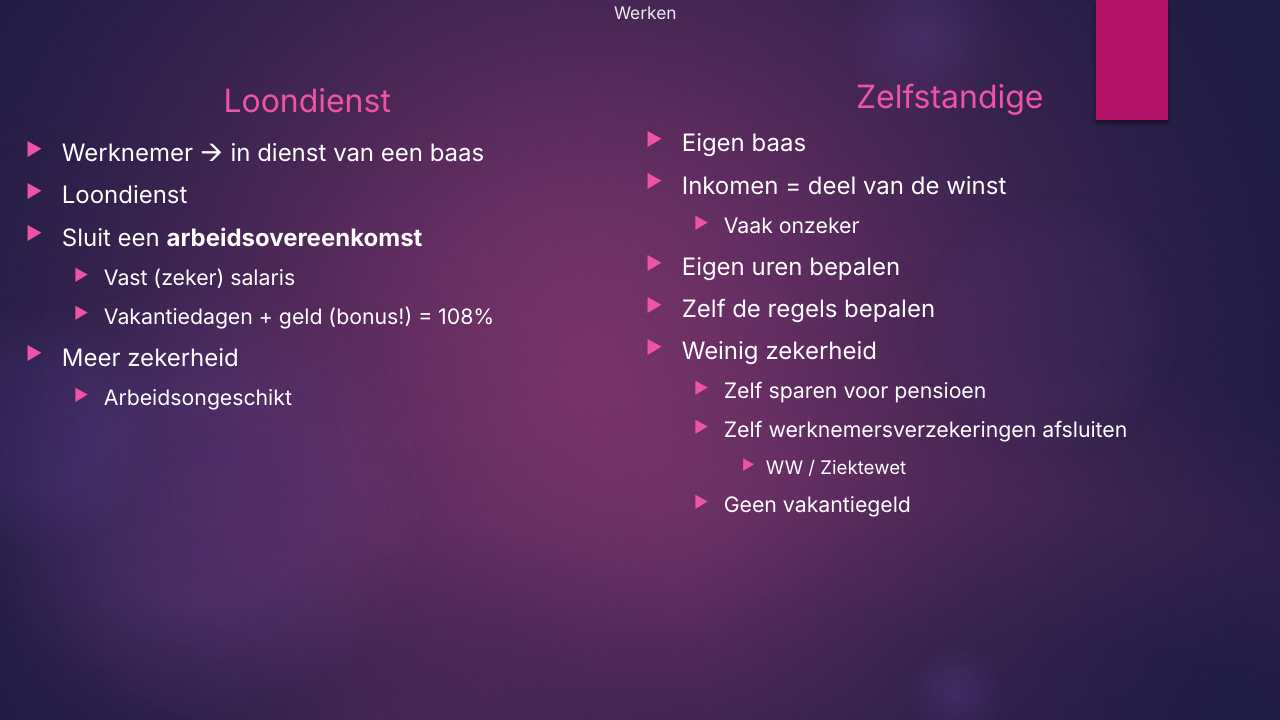 Werken
Loondienst
Werknemer → in dienst van een baas
Loondienst
Sluit een arbeidsovereenkomst
Vast (zeker) salaris
Vakantiedagen + geld (bonus!) = 108%
Meer zekerheid
Arbeidsongeschikt
Zelfstandige
Eigen baas
Inkomen = deel van de winst
Vaak onzeker
Eigen uren bepalen
Zelf de regels bepalen
Weinig zekerheid
Zelf sparen voor pensioen
Zelf werknemersverzekeringen afsluiten
WW / Ziektewet
Geen vakantiegeld